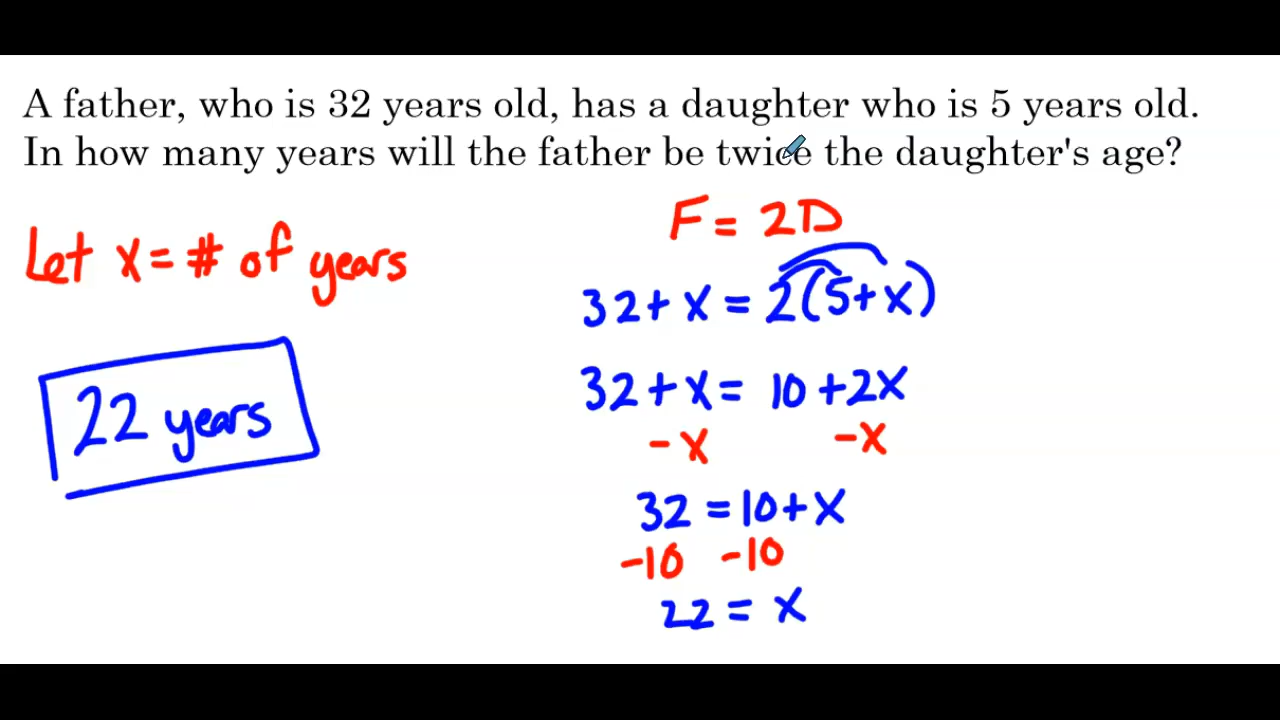 A father, who is 32 years old, has a daughter who is 5 years old.
In how many years will the father be twice the daughter's age?
Let x = # of years
22 years
F = 2D
32 + x = 2(5+x)
32 + x = 10 + 2x
-x -x
32 = 10 + x
-10 -10
22 = x